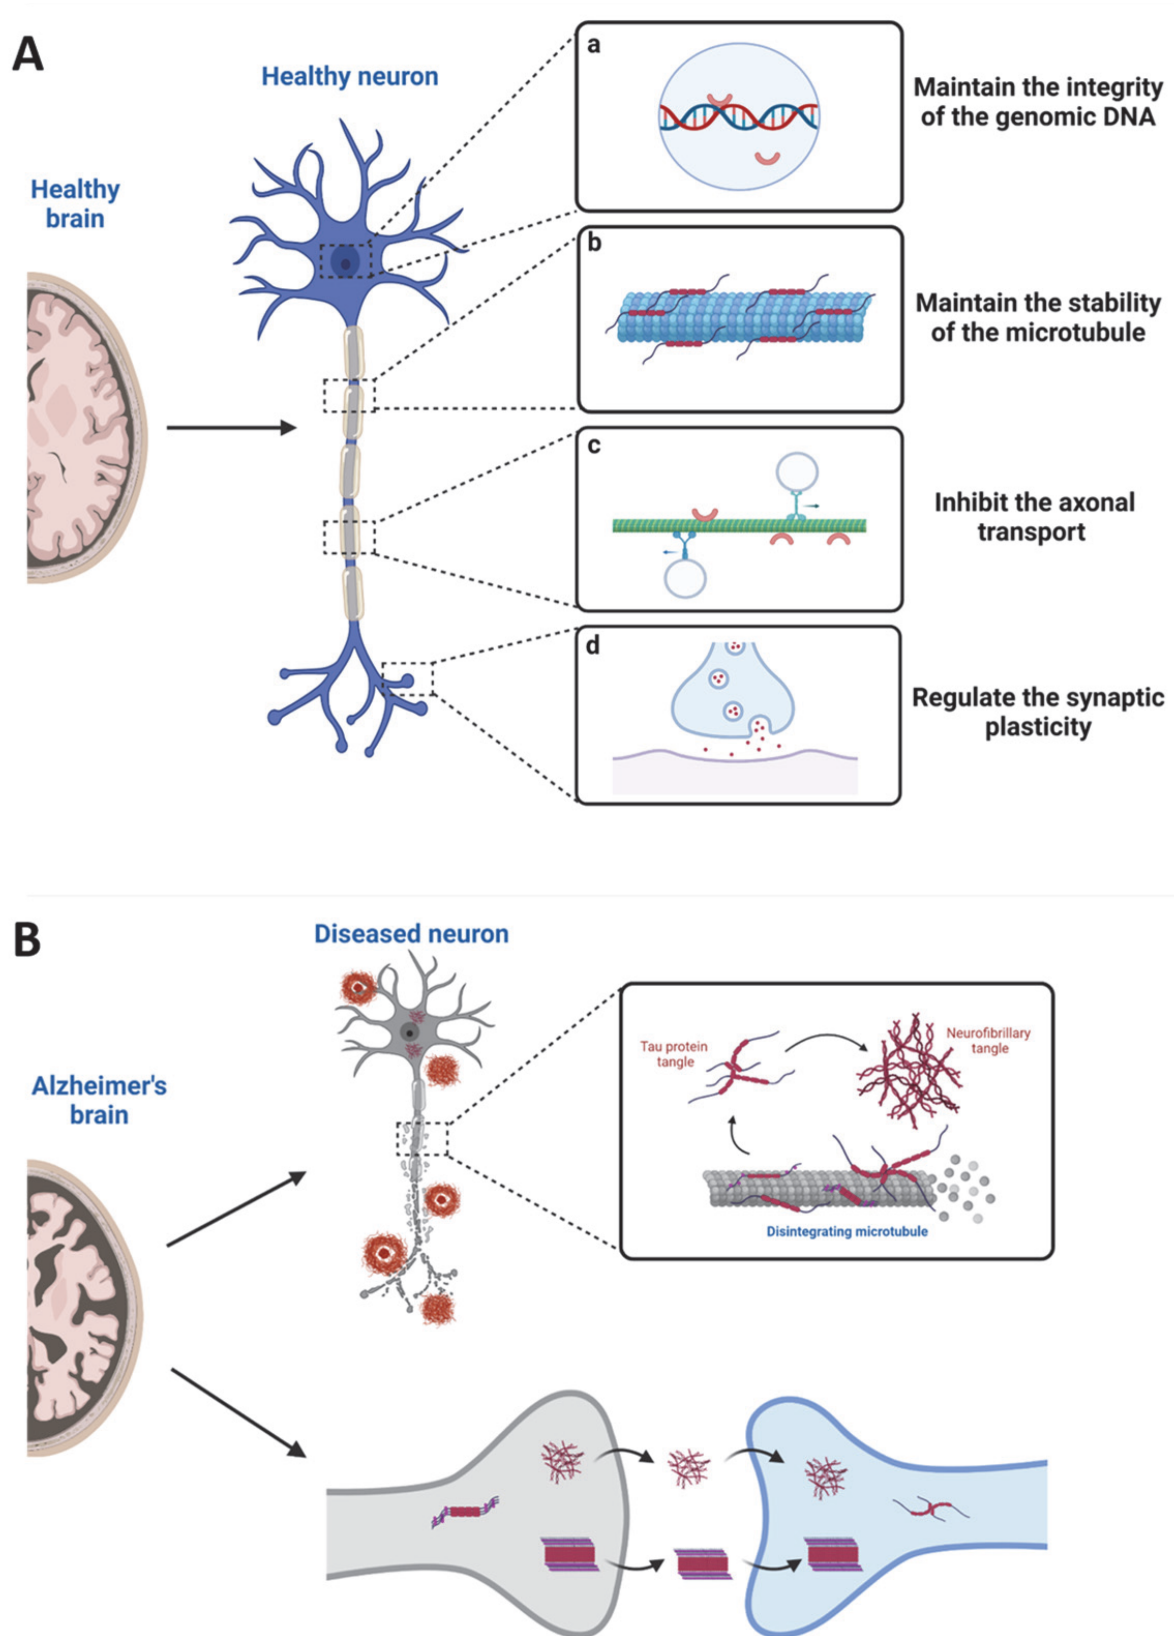 A
Healthy neuron
Healthy
brain
a
Maintain the integrity
of the genomic DNA
b
Maintain the stability
of the microtubule
c
Inhibit the axonal
transport
d
Regulate the synaptic
plasticity
B
Diseased neuron
Alzheimer's
brain
Tau protein
tangle
Neurofibrillary
tangle
Disintegrating microtubule